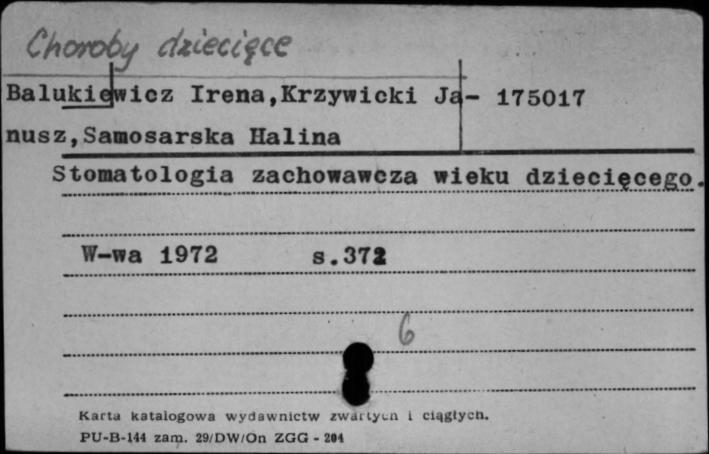 Choroby dziecięce
Balukiewicz Irena,Krzywicki Ja- 175017
nusz,Samosarska Halina
Stomatologia zachowawcza wieku dziecięcego.
W-wa 1972 s.372
6
Karta katalogowa wydawnictw zwartych i ciągłych.
PU-B-144 zam. 29/DW/On ZGG - 204